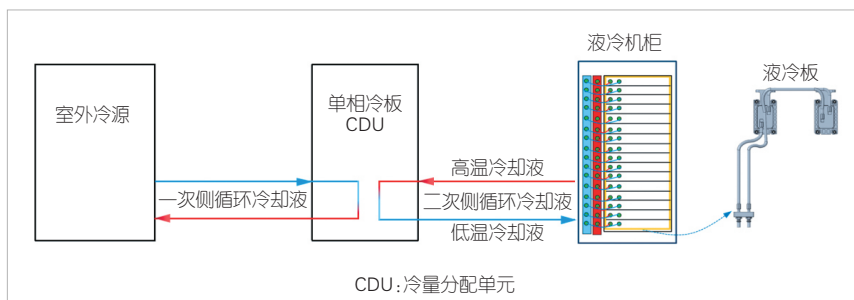 液冷机柜
液冷板
室外冷源
单相冷板
CDU
高温冷却液
一次侧循环冷却液
二次侧循环冷却液
低温冷却液
CDU:冷量分配单元